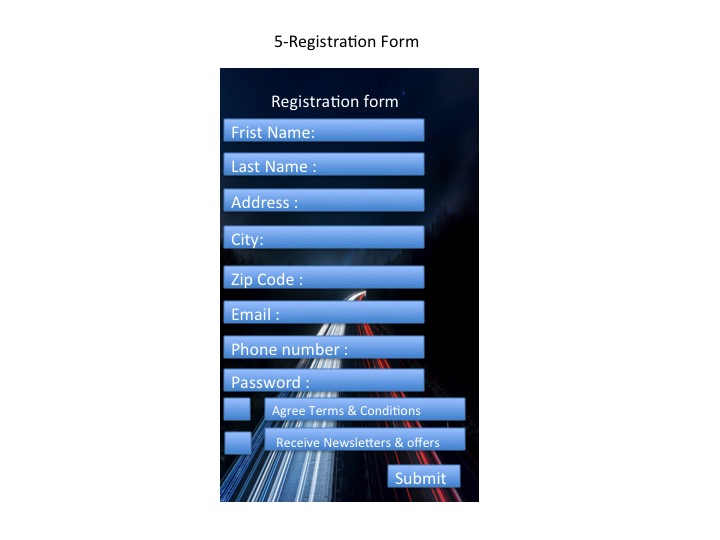 5-Registration Form
Registration form
Frist Name:
Last Name :
Address :
City:
Zip Code :
Email :
Phone number :
Password :
Agree Terms & Conditions
Receive Newsletters & offers
Submit